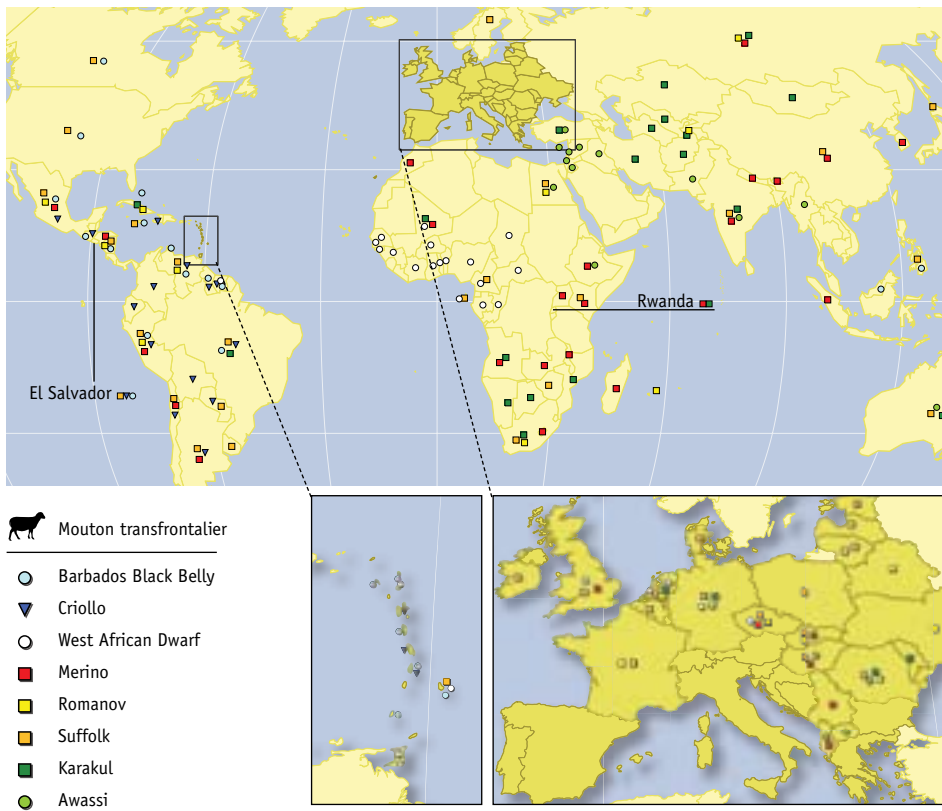 Rwanda
El Salvador
Mouton transfrontalier
Barbados Black Belly
Criollo
West African Dwarf
Merino
Romanov
Suffolk
Karakul
Awassi